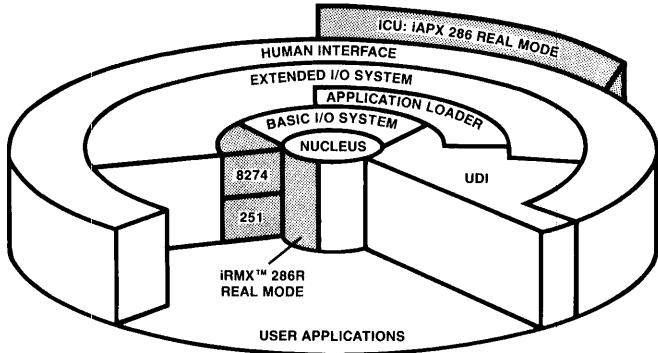 iCU: iAPX 286 REAL MODE
HUMAN INTERFACE
EXTENDED I/O SYSTEM
APPLICATION LOADER
BASIC I/O SYSTEM
NUCLEUS
8274
UDI
251
iRMX™ 286R
REAL MODE
USER APPLICATIONS